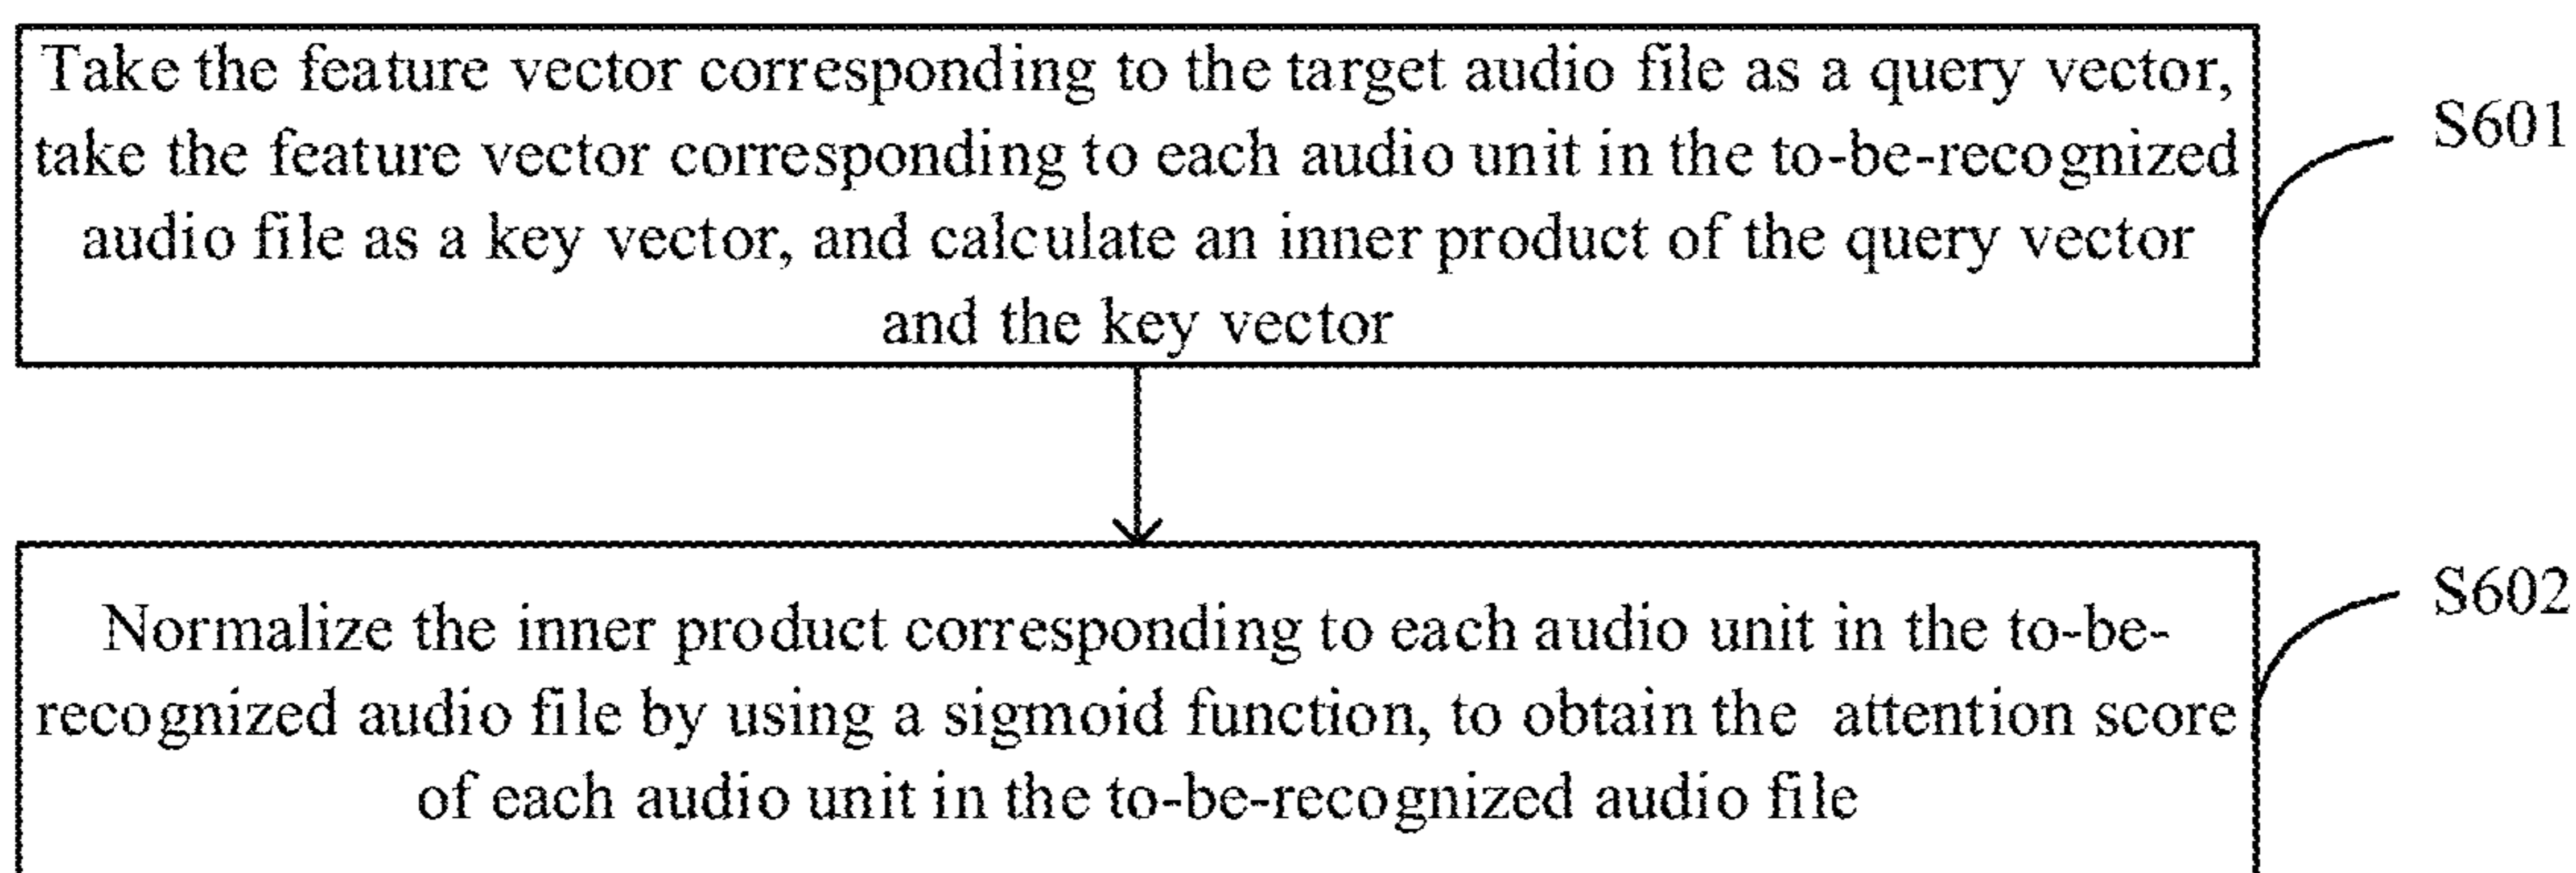 Take the feature vector corresponding to the target audio file as a query vector,
take the feature vector corresponding to each audio unit in the to-be-recognized
audio file as a key vector, and calculate an inner product of the query vector
and the key vector
S601
Normalize the inner product corresponding to each audio unit in the to-be-
recognized audio file by using a sigmoid function, to obtain the attention score
of each audio unit in the to-be-recognized audio file
S602